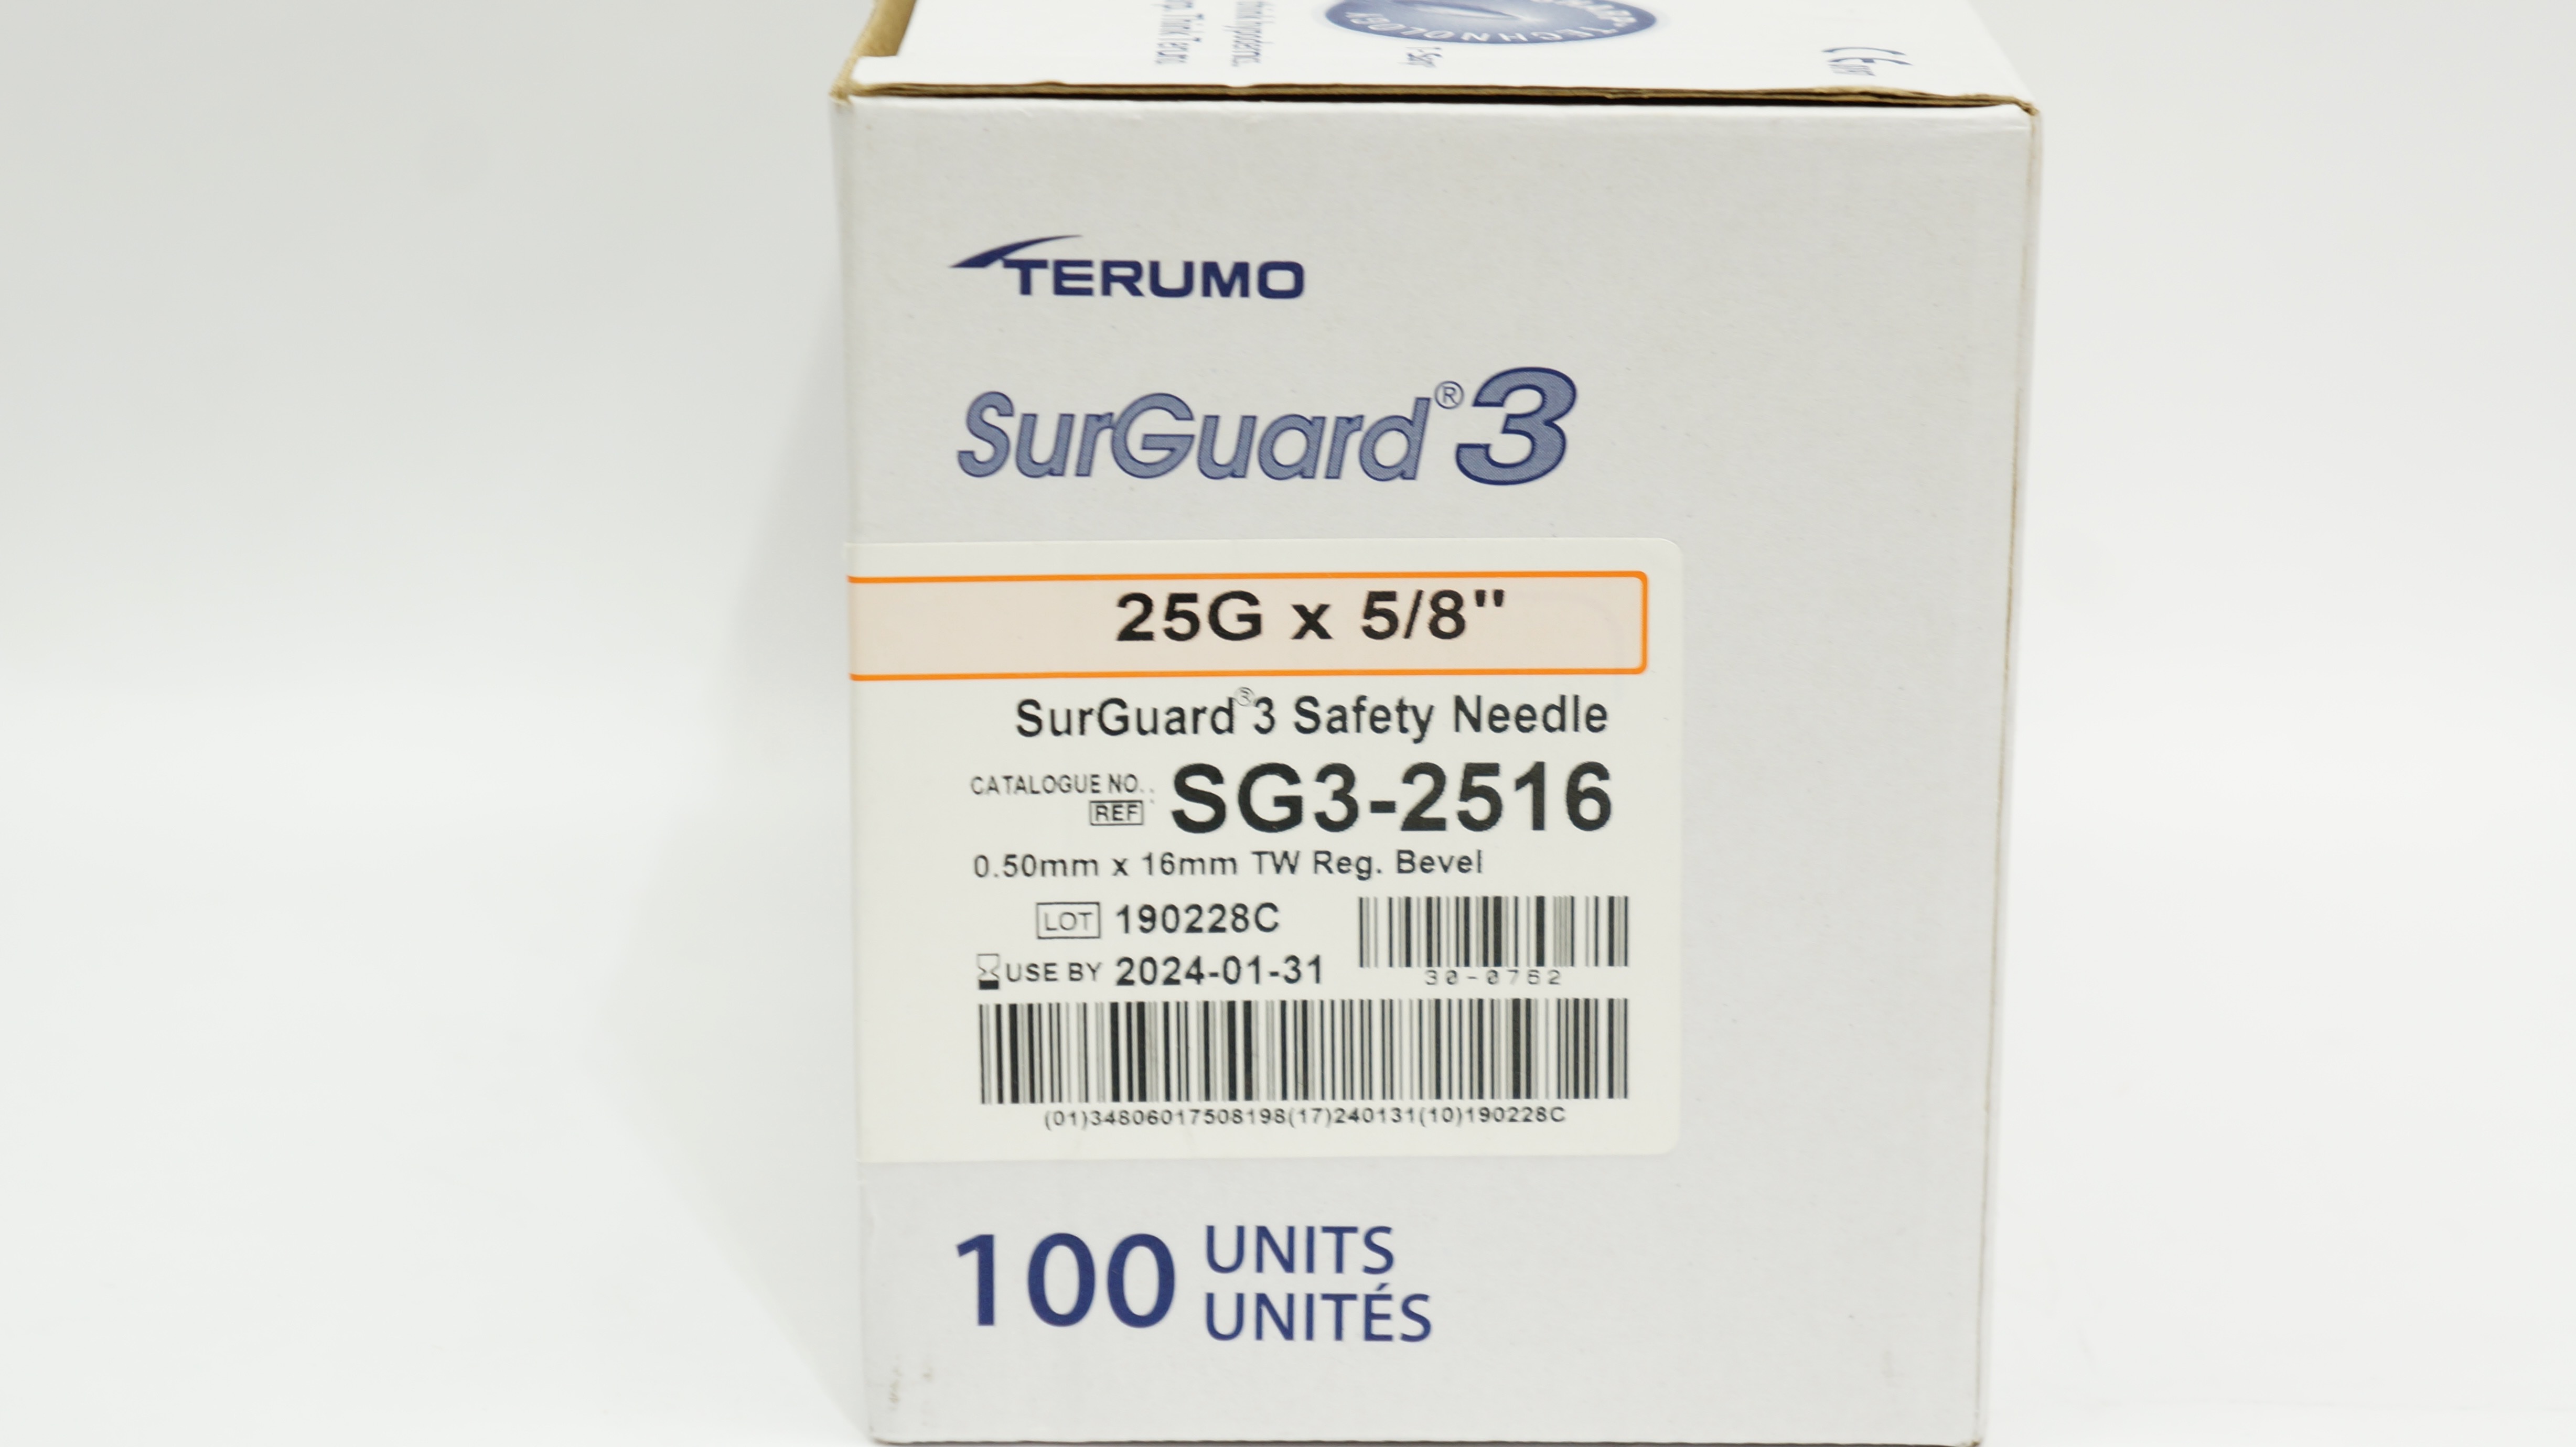 TECHNOLOGY
TERUMO
SurGuard®3
25G x 5/8"
SurGuard®3 Safety Needle
CATALOGUE NO..
REF SG3-2516
0.50mm x 16mm TW Reg. Bevel
LOT 190228C
USE BY 2024-01-31
30-0762
(01)34806017508198(17)240131(10)190228C
100 UNITS
UNITÉS